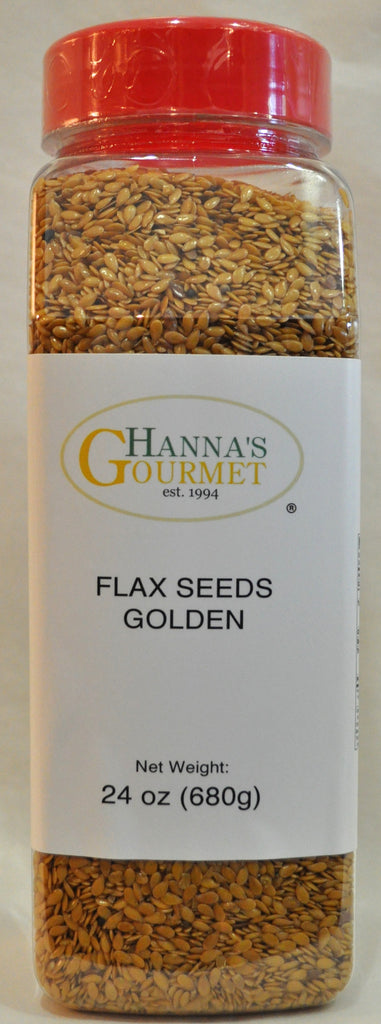 HANNA'S
GOURMET
est. 1994
®
FLAX SEEDS
GOLDEN
Net Weight:
24 oz (680g)